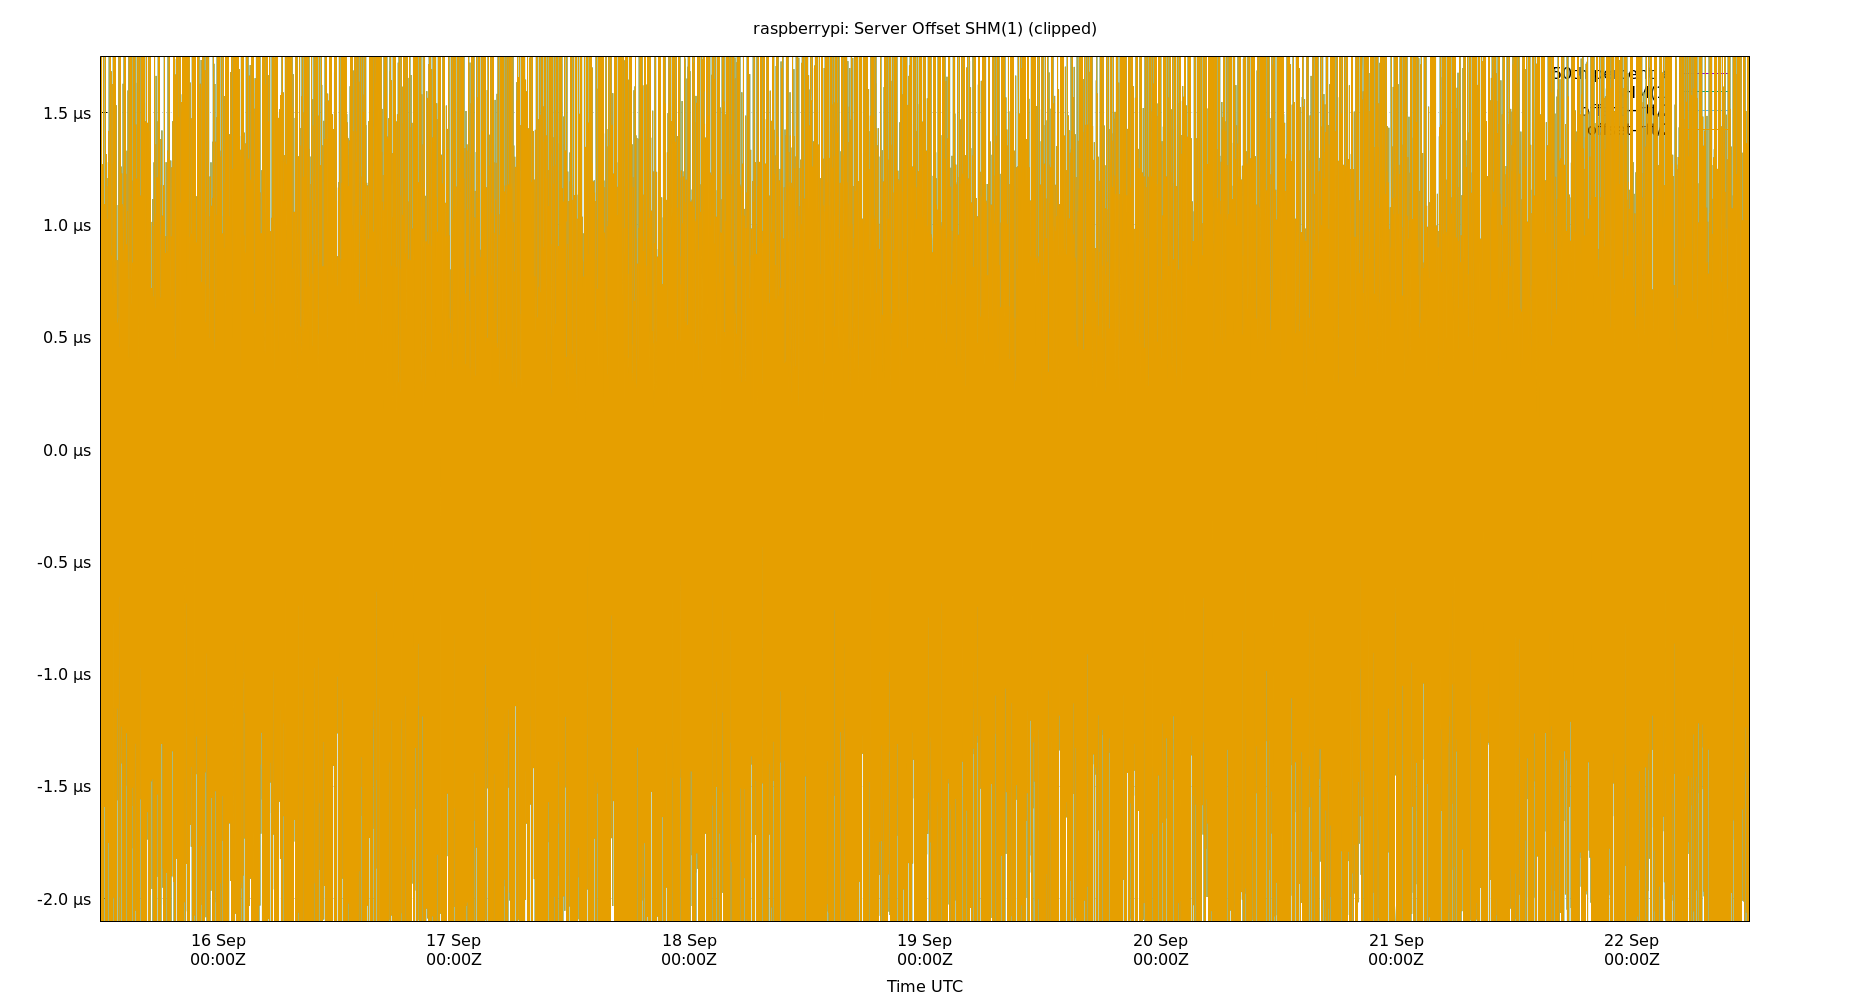 raspberrypi: Server Offset SHM(1) (clipped)
1.5 µs
1.0 µs
0.5 µs
0.0 µs
-0.5 µs
-1.0 µs
-1.5 µs
-2.0 µs
16 Sep 17 Sep 18 Sep 19 Sep 20 Sep 21 Sep 22 Sep
00:00Z 00:00Z 00:00Z 00:00Z 00:00Z 00:00Z 00:00Z
Time UTC